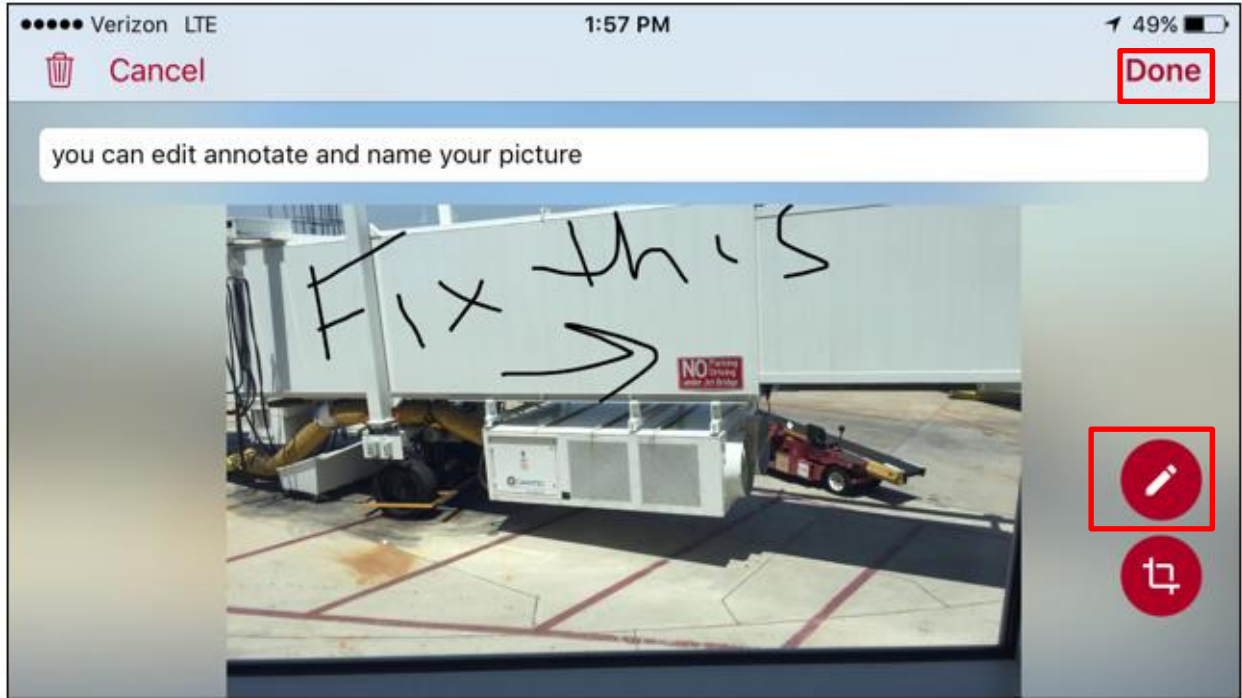 Verizon LTE 1:57 PM 49%
Cancel Done
you can edit annotate and name your picture
Fix this
NO Parking
Driving
under Jet Bridge